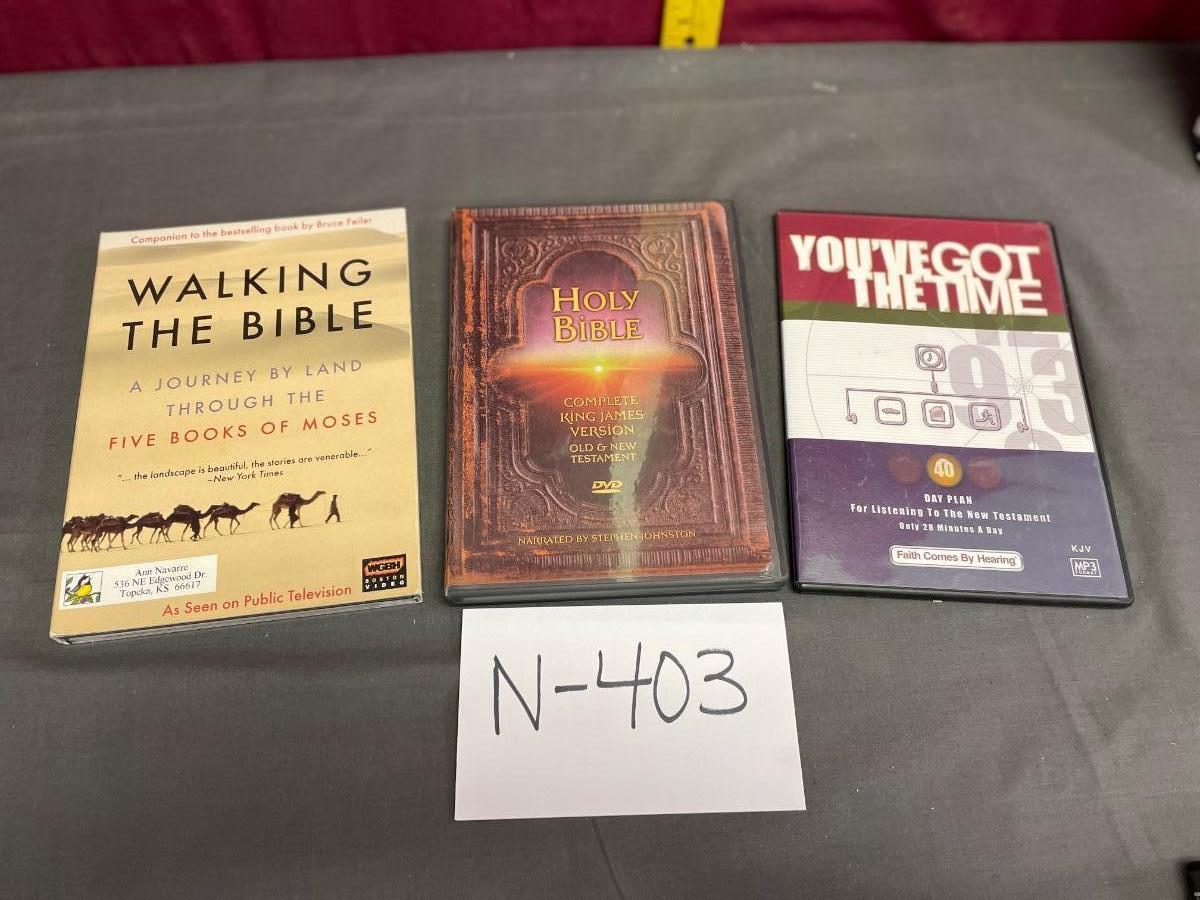 Companion to the bestselling book by Bruce Feiler
WALKING
THE BIBLE
A JOURNEY BY LAND
THROUGH THE
FIVE BOOKS OF MOSES
"... the landscape is beautiful, the stories are venerable..."
–New York Times
Ann Navarre
536 NE Edgewood Dr.
Topeka, KS 66617
As Seen on Public Television
WGBH
BOSTON
VIDEO
HOLY
BIBLE
COMPLETE
KING JAMES
VERSION
OLD & NEW
TESTAMENT
DVD
NARRATED BY STEPHEN JOHNSTON
YOU'VE GOT
THE TIME
40
DAY PLAN
For Listening To The New Testament
Only 28 Minutes A Day
Faith Comes By Hearing
KJV
MP3
FORMAT
N-403